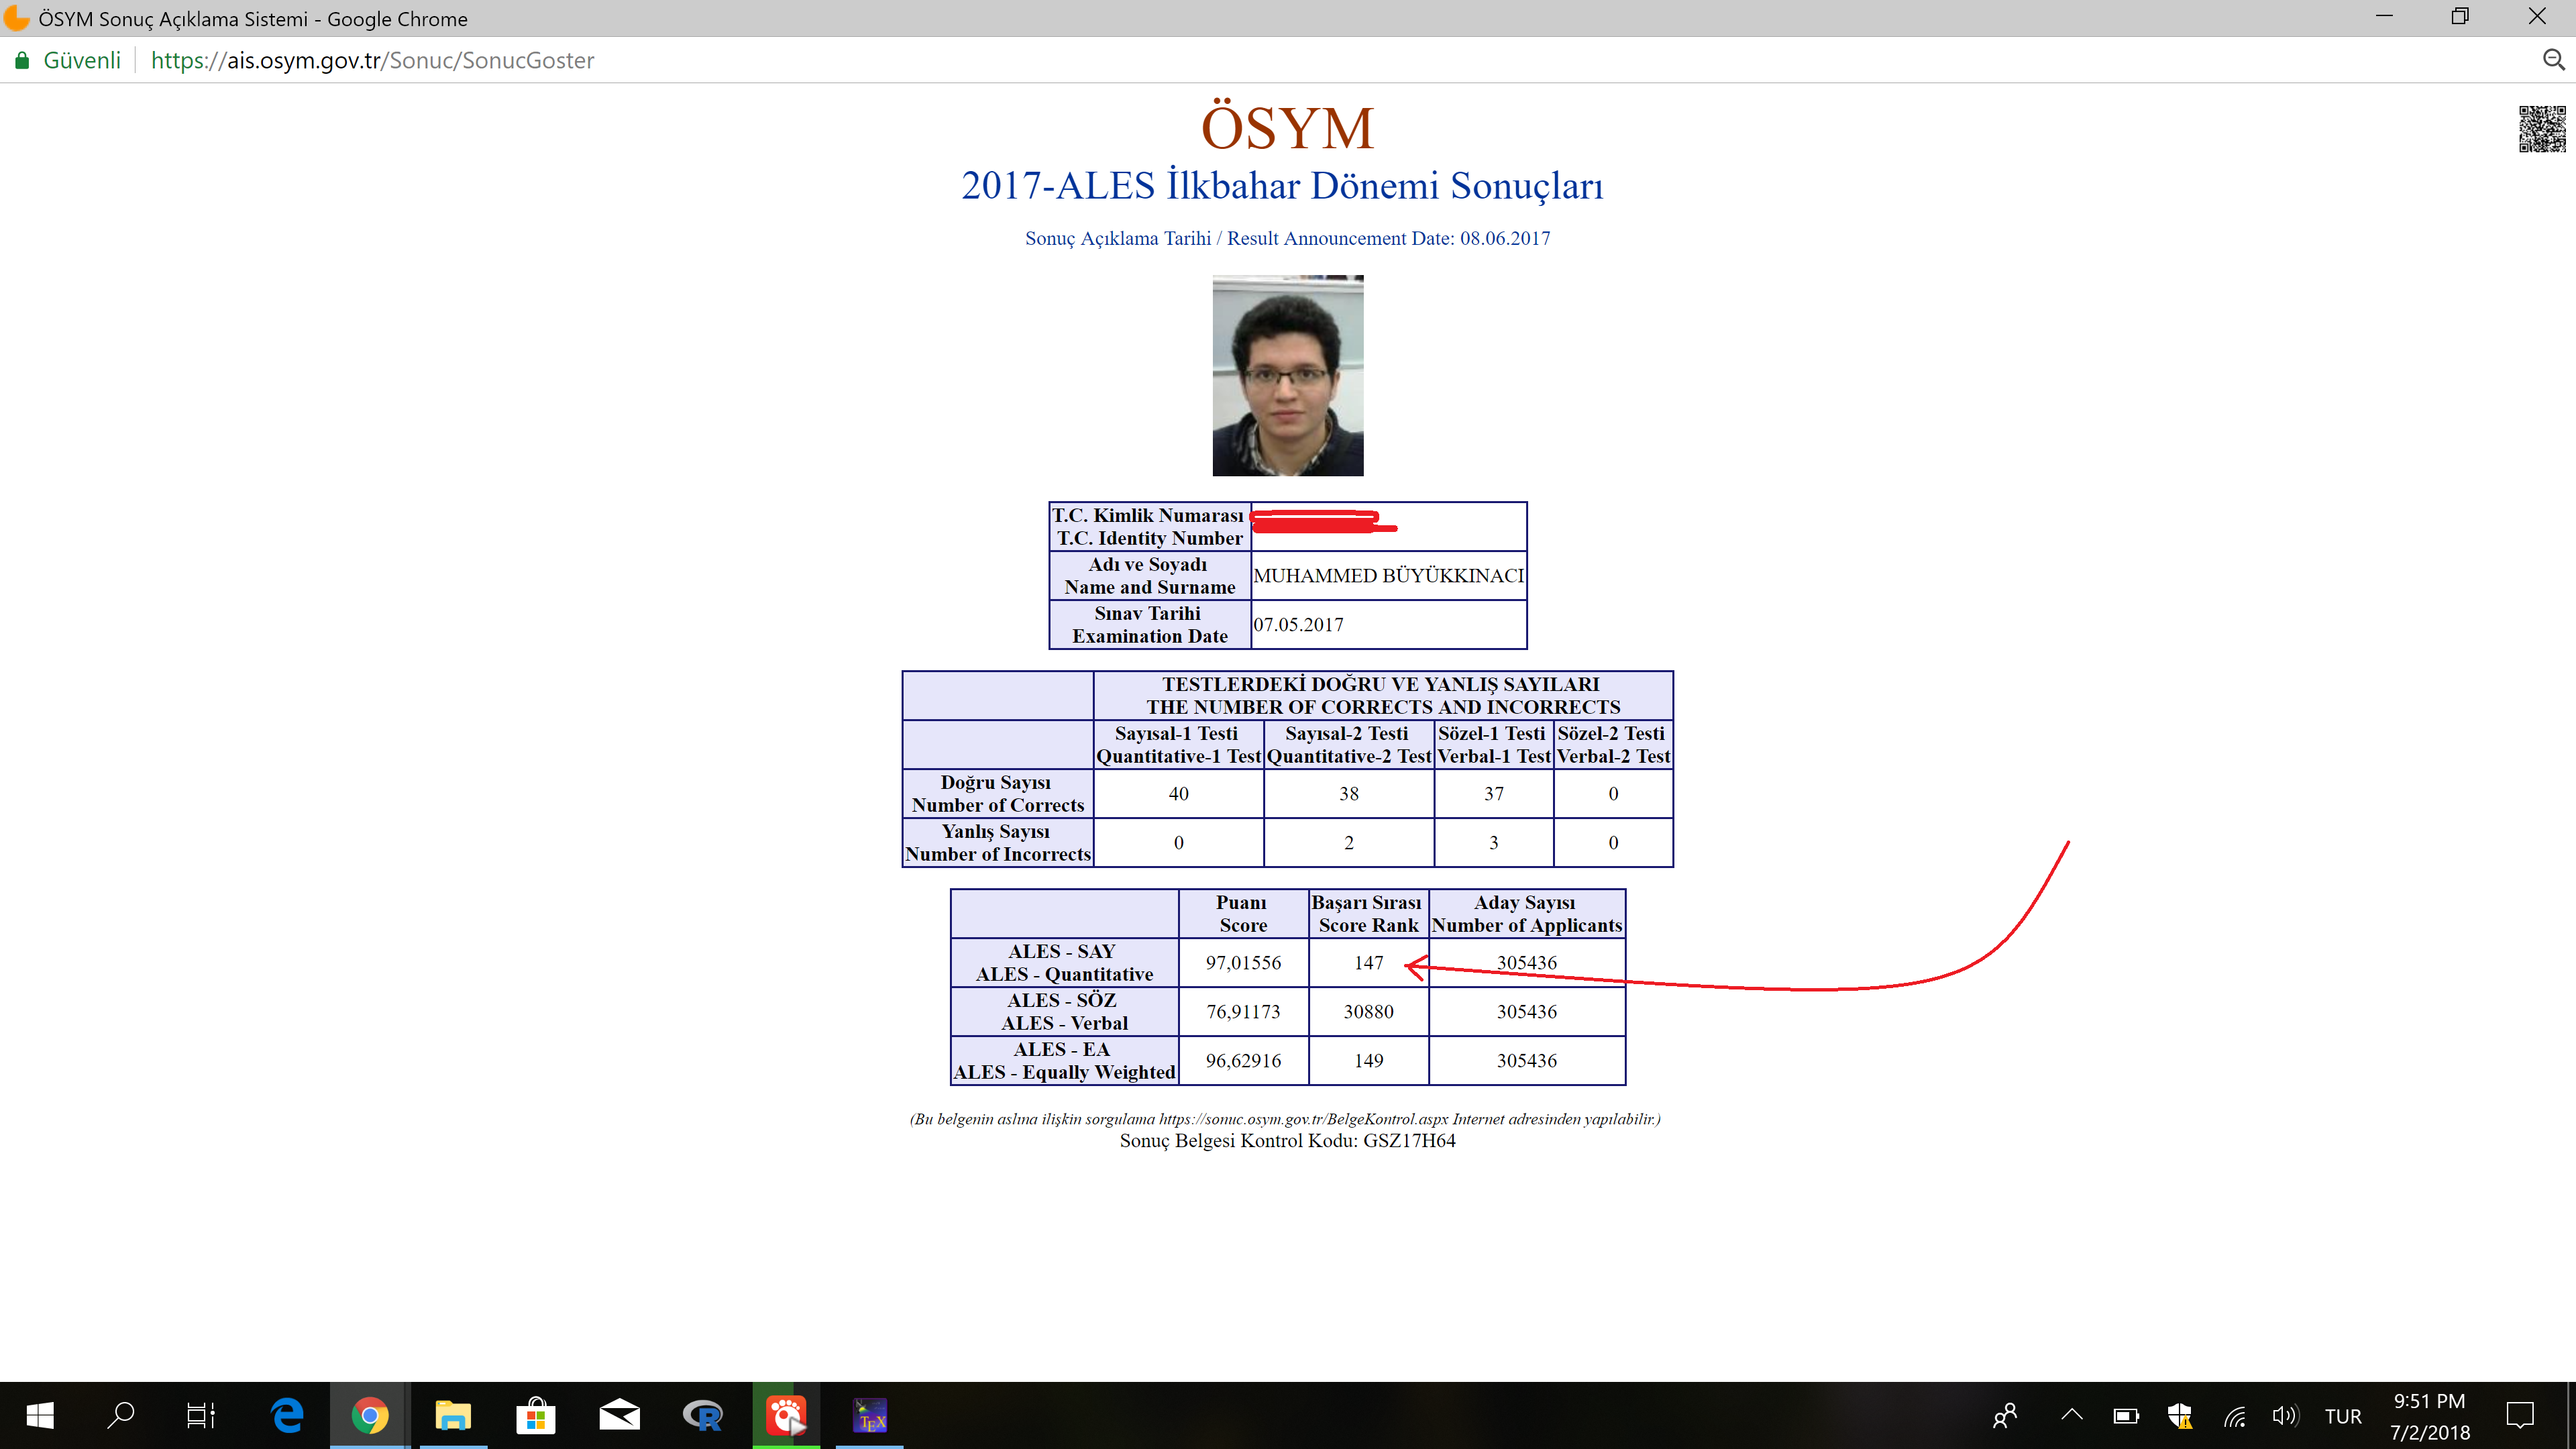 ÖSYM Sonuç Açıklama Sistemi - Google Chrome
Güvenli https://ais.osym.gov.tr/Sonuc/SonucGoster
ÖSYM
2017-ALES İlkbahar Dönemi Sonuçları
Sonuç Açıklama Tarihi / Result Announcement Date: 08.06.2017
T.C. Kimlik Numarası
T.C. Identity Number
Adı ve Soyadı
Name and Surname
MUHAMMED BÜYÜKKINACI
Sınav Tarihi
Examination Date
07.05.2017
TESTLERDEKİ DOĞRU VE YANLIŞ SAYILARI
THE NUMBER OF CORRECTS AND INCORRECTS
Sayısal-1 Testi Sayısal-2 Testi Sözel-1 Testi Sözel-2 Testi
Quantitative-1 Test Quantitative-2 Test Verbal-1 Test Verbal-2 Test
Doğru Sayısı
Number of Corrects
40 38 37 0
Yanlış Sayısı
Number of Incorrects
0 2 3 0
Puanı Başarı Sırası Aday Sayısı
Score Score Rank Number of Applicants
ALES - SAY
ALES - Quantitative
97,01556 147 305436
ALES - SÖZ
ALES - Verbal
76,91173 30880 305436
ALES - EA
ALES - Equally Weighted
96,62916 149 305436
(Bu belgenin aslına ilişkin sorgulama https://sonuc.osym.gov.tr/BelgeKontrol.aspx Internet adresinden yapılabilir.)
Sonuç Belgesi Kontrol Kodu: GSZ17H64
TUR
9:51 PM
7/2/2018